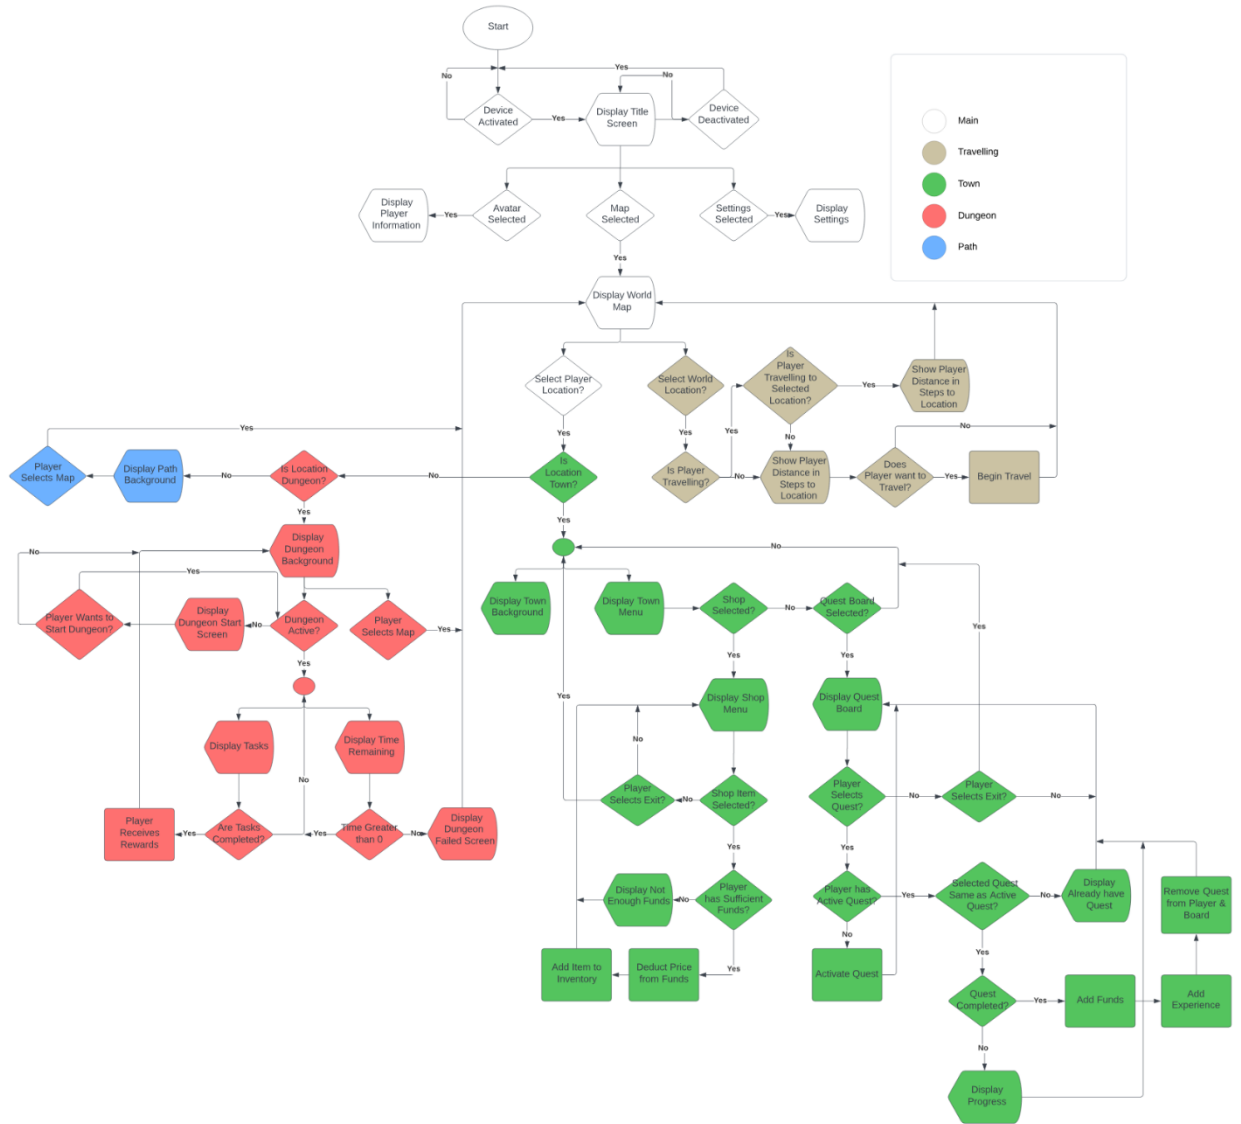 Start
No
Yes
No
Device
Activated
Yes
Display Title
Screen
Device
Deactivated
Main
Travelling
Town
Dungeon
Path
Display
Player
Information
Yes
Avatar
Selected
Map
Selected
Settings
Selected
Yes
Display
Settings
Yes
Display World
Map
Select Player
Location?
Select World
Location?
Is
Player
Travelling to
Selected
Location?
Yes
Show Player
Distance in
Steps to
Location
Yes
Yes
Yes
Yes
No
No
Player
Selects Map
Display Path
Background
No
Is Location
Dungeon?
No
Is
Location
Town?
Is Player
Travelling?
No
Show Player
Distance in
Steps to
Location
Does
Player want to
Travel?
Yes
Begin Travel
Yes
Yes
No
Display
Dungeon
Background
No
Yes
Player Wants to
Start Dungeon?
Display
Dungeon Start
Screen
No
Dungeon
Active?
Player
Selects Map
Yes
Display Town
Background
Display Town
Menu
Shop
Selected?
No
Quest Board
Selected?
Yes
Yes
Yes
Yes
Yes
Display Shop
Menu
Display Quest
Board
Display Tasks
Display Time
Remaining
No
No
Player
Selects Exit?
No
Shop Item
Selected?
Player
Selects
Quest?
No
Player
Selects Exit?
No
Player
Receives
Rewards
Yes
Are Tasks
Completed?
Yes
Time Greater
than 0
No
Display
Dungeon
Failed Screen
Yes
Yes
Display Not
Enough Funds
No
Player
has Sufficient
Funds?
Player has
Active Quest?
Yes
Selected Quest
Same as Active
Quest?
No
Display
Already have
Quest
Remove Quest
from Player &
Board
No
Yes
Yes
Add Item to
Inventory
Deduct Price
from Funds
Activate Quest
Quest
Completed?
Yes
Add Funds
Add
Experience
No
Display
Progress